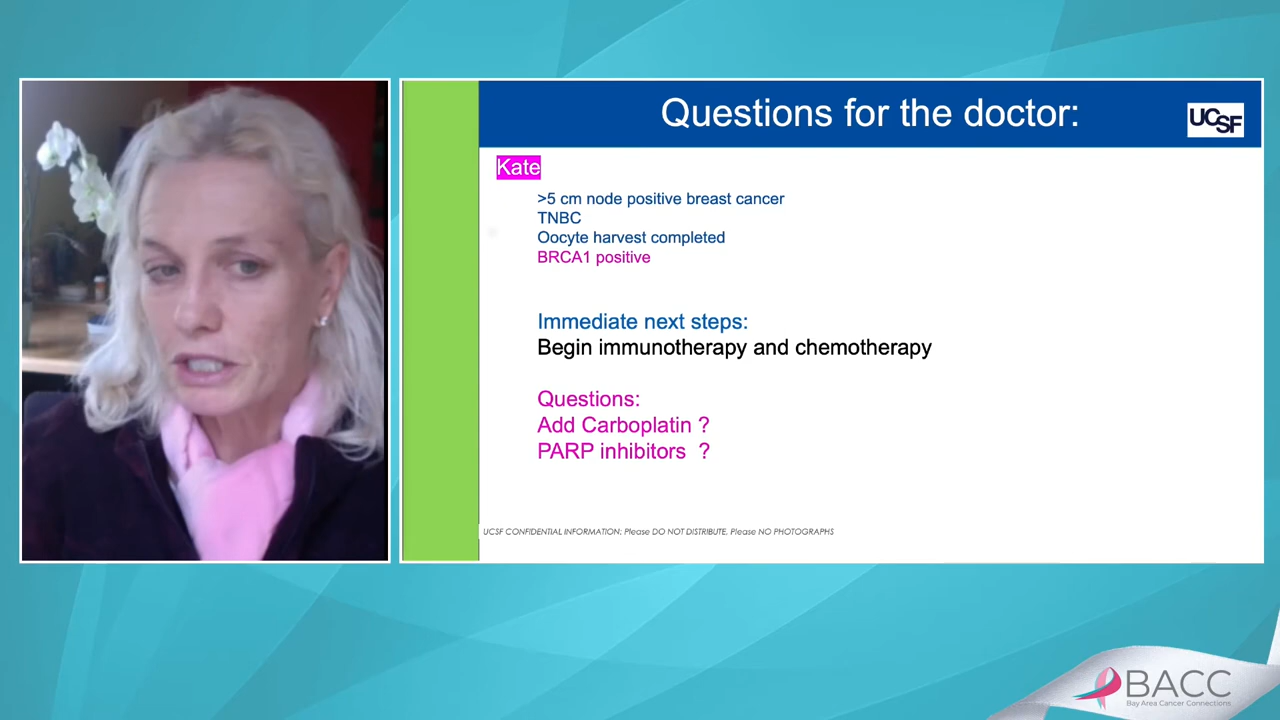 Questions for the doctor:
UCSF
Kate
>5 cm node positive breast cancer
TNBC
Oocyte harvest completed
BRCA1 positive
Immediate next steps:
Begin immunotherapy and chemotherapy
Questions:
Add Carboplatin ?
PARP inhibitors ?
UCSF CONFIDENTIAL INFORMATION: Please DO NOT DISTRIBUTE, Please NO PHOTOGRAPHS
BACC
Bay Area Cancer Connections